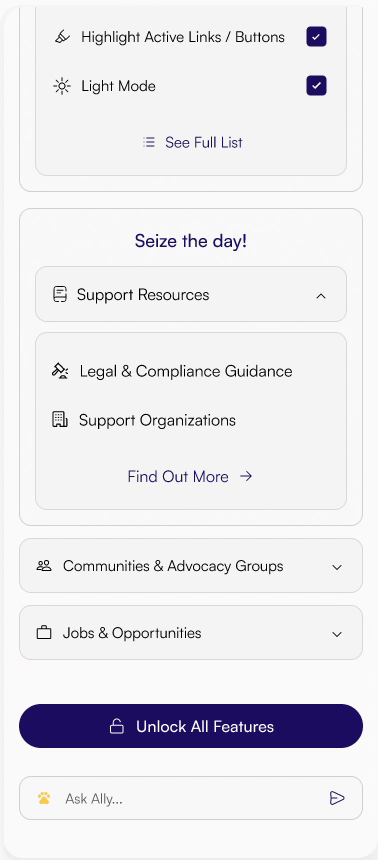 Highlight Active Links / Buttons
Light Mode
See Full List
Seize the day!
Support Resources
Legal & Compliance Guidance
Support Organizations
Find Out More
Communities & Advocacy Groups
Jobs & Opportunities
Unlock All Features
Ask Ally...